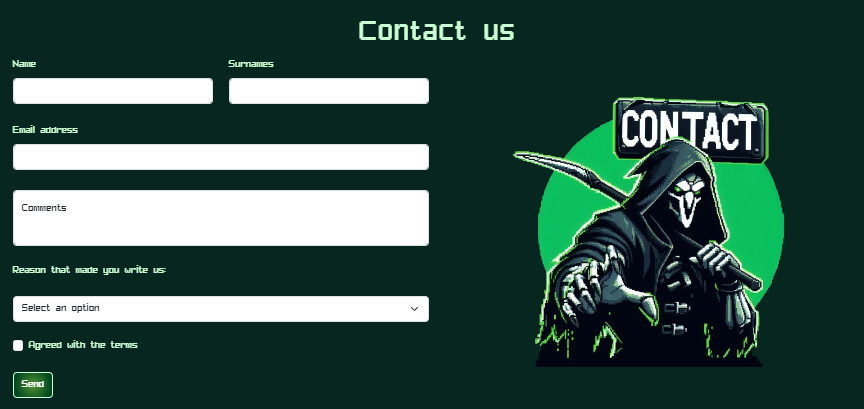 Contact us
Name
Surnames
Email address
Comments
Reason that made you write us:
Select an option
Agreed with the terms
Send
CONTACT